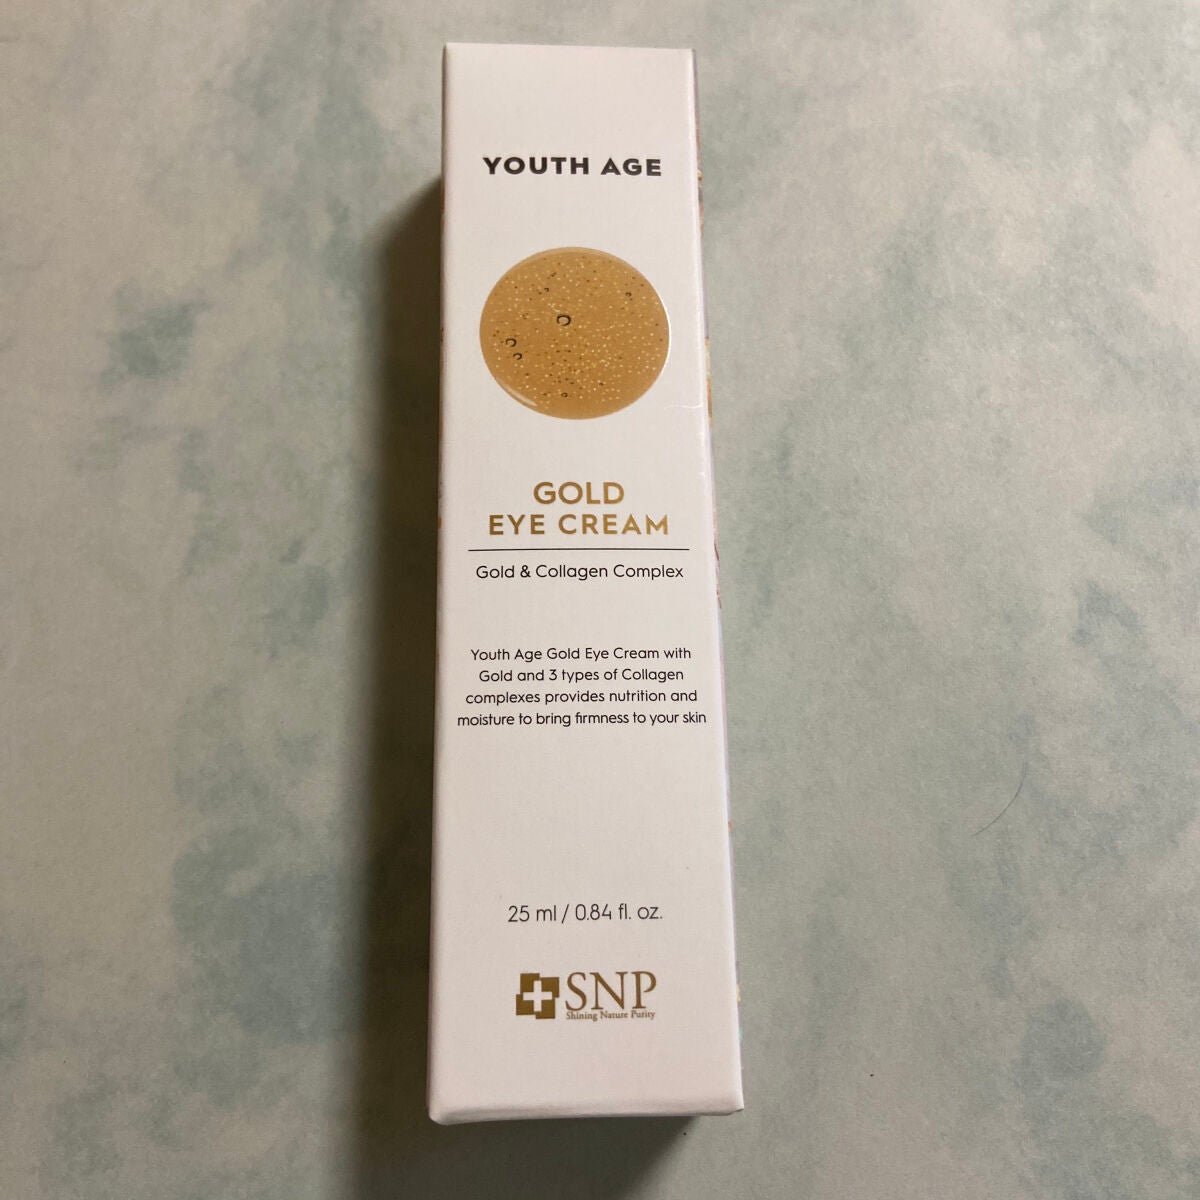 YOUTH AGE
GOLD
EYE CREAM
Gold & Collagen Complex
Youth Age Gold Eye Cream with
Gold and 3 types of Collagen
complexes provides nutrition and
moisture to bring firmness to your skin
25 ml / 0.84 fl. oz.
SNP
Shining Nature Purity